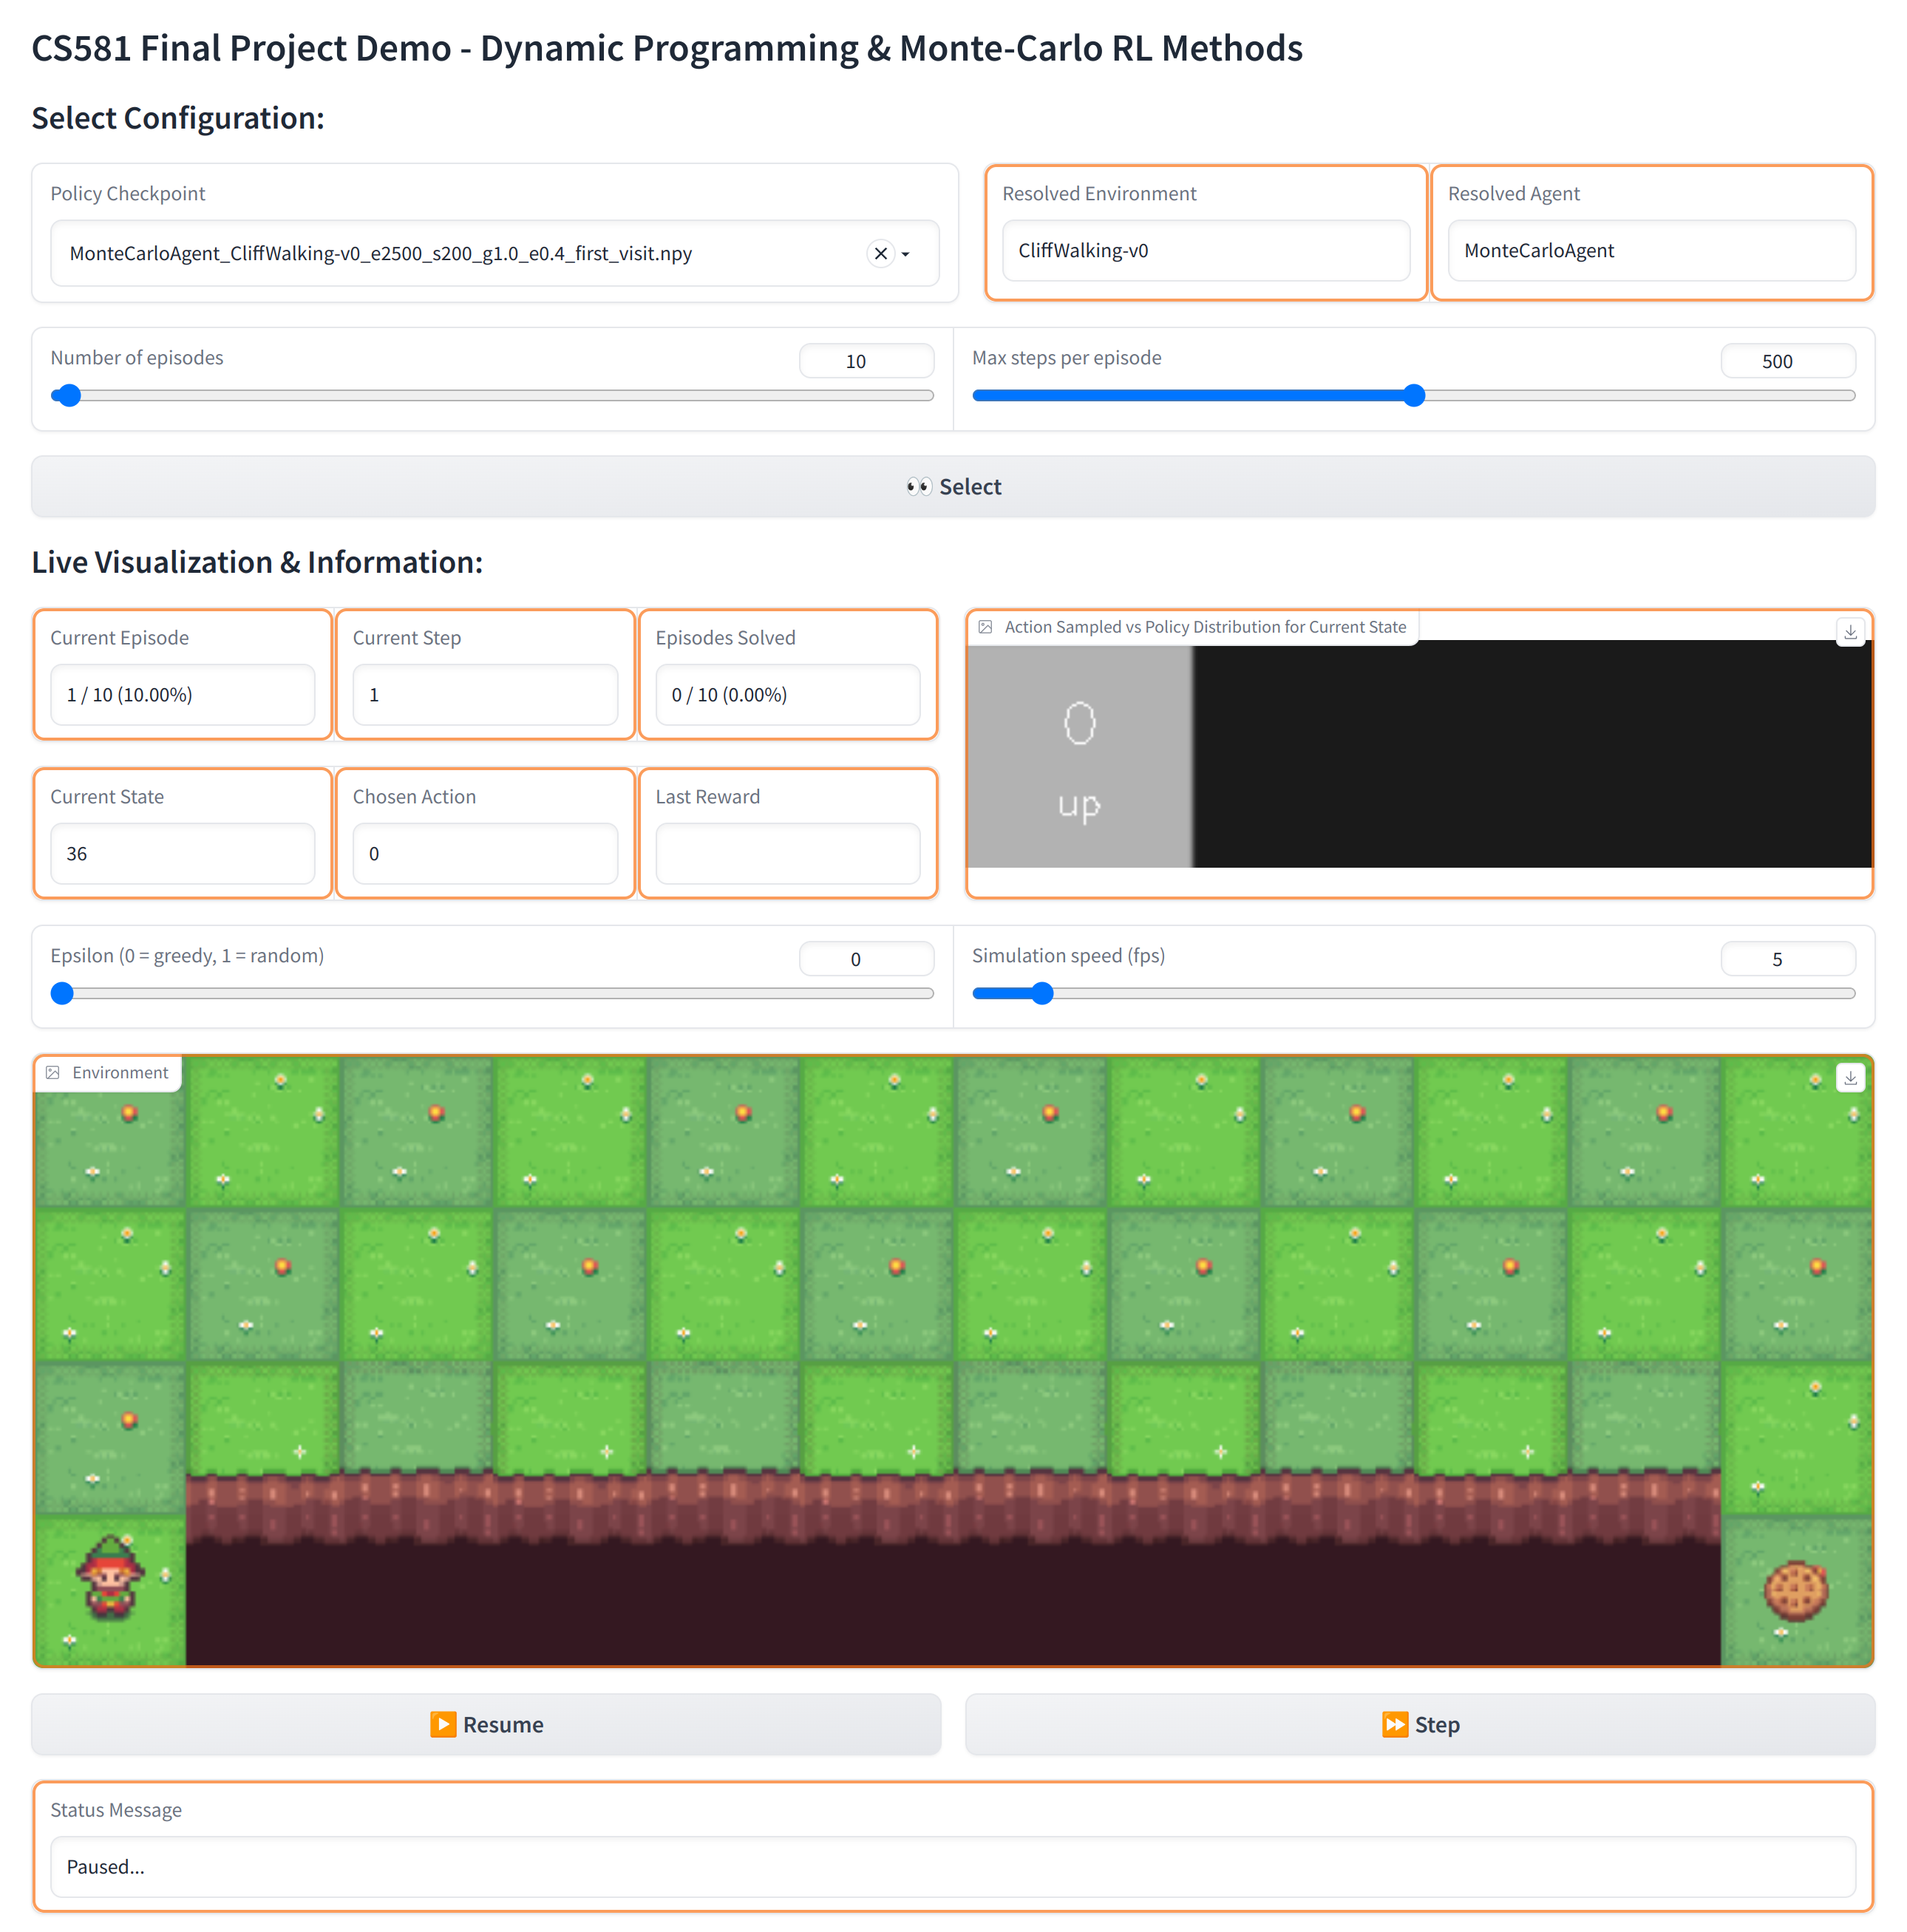 CS581 Final Project Demo - Dynamic Programming & Monte-Carlo RL Methods
Select Configuration:
Policy Checkpoint
MonteCarloAgent_CliffWalking-v0_e2500_s200_g1.0_e0.4_first_visit.npy
Resolved Environment
CliffWalking-v0
Resolved Agent
MonteCarloAgent
Number of episodes
10
Max steps per episode
500
👀 Select
Live Visualization & Information:
Current Episode
1 / 10 (10.00%)
Current Step
1
Episodes Solved
0 / 10 (0.00%)
Action Sampled vs Policy Distribution for Current State
0
up
Current State
36
Chosen Action
0
Last Reward
Epsilon (0 = greedy, 1 = random)
0
Simulation speed (fps)
5
Environment
▶️ Resume
⏩ Step
Status Message
Paused...